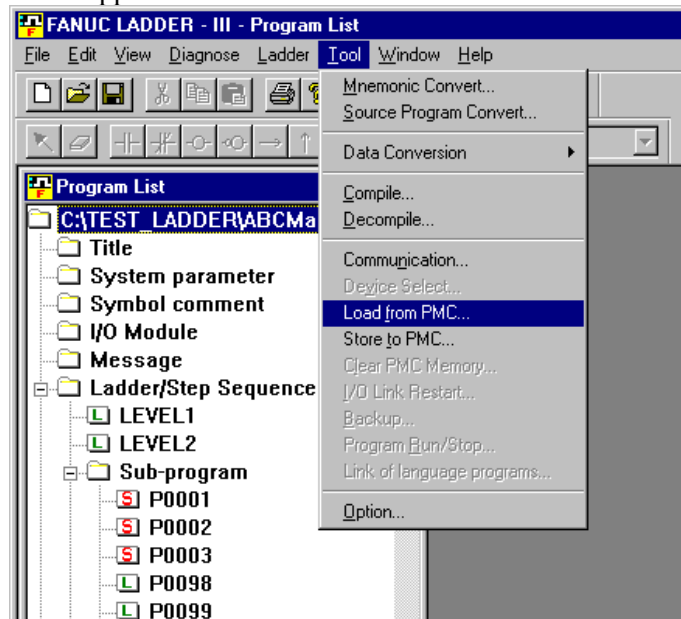 FANUC LADDER - III - Program List
File Edit View Diagnose Ladder Tool Window Help
Mnemonic Convert...
Source Program Convert...
Data Conversion
Compile...
Decompile...
Communication...
Device Select...
Load from PMC...
Store to PMC...
Clear PMC Memory...
I/O Link Restart...
Backup...
Program Run/Stop...
Link of language programs...
Option...
Program List
C:\TEST_LADDER\ABCMa
Title
System parameter
Symbol comment
I/O Module
Message
Ladder/Step Sequence
L LEVEL1
L LEVEL2
Sub-program
S P0001
S P0002
S P0003
L P0098
L P0099